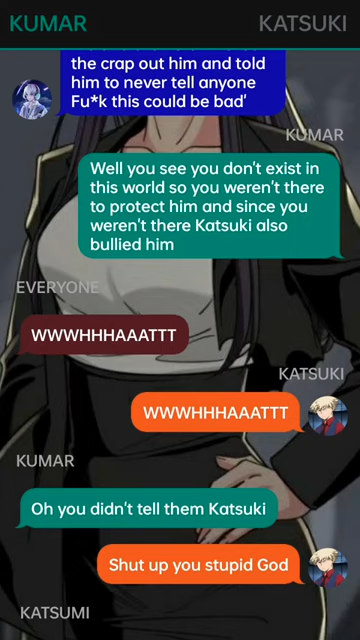 KUMAR KATSUKI
the crap out him and told
him to never tell anyone
Fu*k this could be bad'
KUMAR
Well you see you don't exist in
this world so you weren't there
to protect him and since you
weren't there Katsuki also
bullied him
EVERYONE
WWWHHHAAATTT
KATSUKI
WWWHHHAAATTT
KUMAR
Oh you didn't tell them Katsuki
Shut up you stupid God
KATSUMI